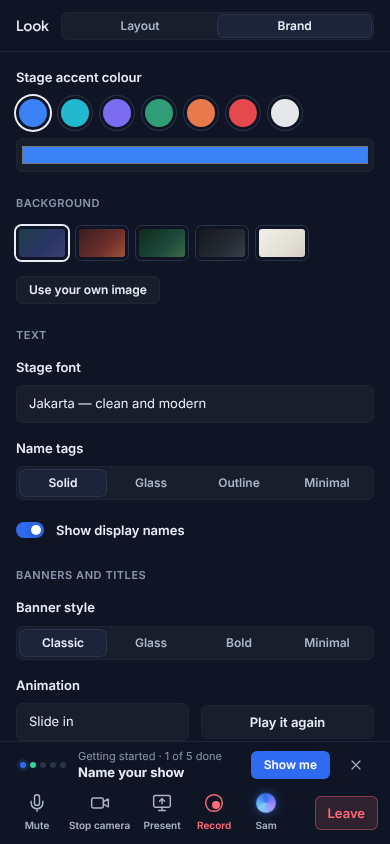 Look
Layout
Brand
Stage accent colour
BACKGROUND
Use your own image
TEXT
Stage font
Jakarta — clean and modern
Name tags
Solid
Glass
Outline
Minimal
Show display names
BANNERS AND TITLES
Banner style
Classic
Glass
Bold
Minimal
Animation
Slide in
Play it again
Getting started · 1 of 5 done
Name your show
Show me
Mute
Stop camera
Present
Record
Sam
Leave